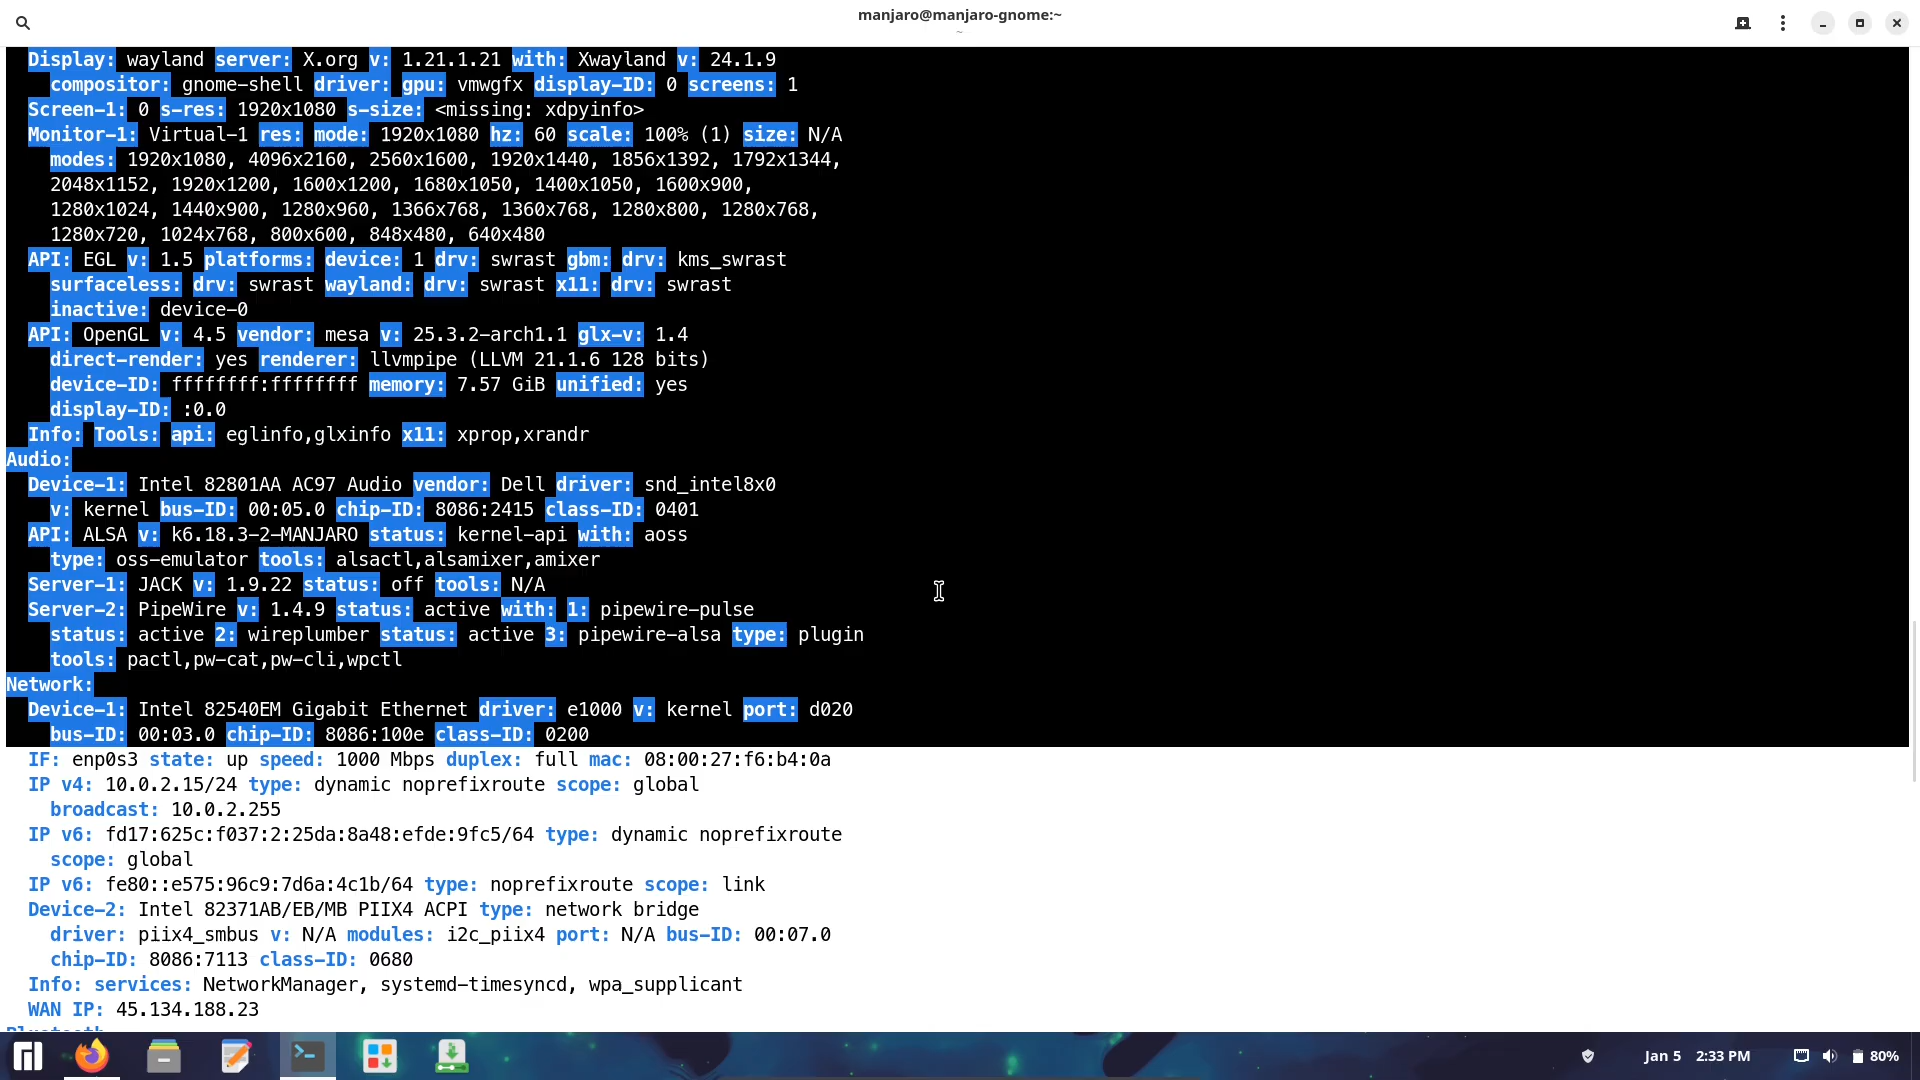 manjaro@manjaro-gnome:~
~
Display: wayland server: X.org v: 1.21.1.21 with: Xwayland v: 24.1.9
compositor: gnome-shell driver: gpu: vmwgfx display-ID: 0 screens: 1
Screen-1: 0 s-res: 1920x1080 s-size: <missing: xdpyinfo>
Monitor-1: Virtual-1 res: mode: 1920x1080 hz: 60 scale: 100% (1) size: N/A
modes: 1920x1080, 4096x2160, 2560x1600, 1920x1440, 1856x1392, 1792x1344,
2048x1152, 1920x1200, 1600x1200, 1680x1050, 1400x1050, 1600x900,
1280x1024, 1440x900, 1280x960, 1366x768, 1360x768, 1280x800, 1280x768,
1280x720, 1024x768, 800x600, 848x480, 640x480
API: EGL v: 1.5 platforms: device: 1 drv: swrast gbm: drv: kms_swrast
surfaceless: drv: swrast wayland: drv: swrast x11: drv: swrast
inactive: device-0
API: OpenGL v: 4.5 vendor: mesa v: 25.3.2-arch1.1 glx-v: 1.4
direct-render: yes renderer: llvmpipe (LLVM 21.1.6 128 bits)
device-ID: ffffffff:ffffffff memory: 7.57 GiB unified: yes
display-ID: :0.0
Info: Tools: api: eglinfo,glxinfo x11: xprop,xrandr
Audio:
Device-1: Intel 82801AA AC97 Audio vendor: Dell driver: snd_intel8x0
v: kernel bus-ID: 00:05.0 chip-ID: 8086:2415 class-ID: 0401
API: ALSA v: k6.18.3-2-MANJARO status: kernel-api with: aoss
type: oss-emulator tools: alsactl,alsamixer,amixer
Server-1: JACK v: 1.9.22 status: off tools: N/A
Server-2: PipeWire v: 1.4.9 status: active with: 1: pipewire-pulse
status: active 2: wireplumber status: active 3: pipewire-alsa type: plugin
tools: pactl,pw-cat,pw-cli,wpctl
Network:
Device-1: Intel 82540EM Gigabit Ethernet driver: e1000 v: kernel port: d020
bus-ID: 00:03.0 chip-ID: 8086:100e class-ID: 0200
IF: enp0s3 state: up speed: 1000 Mbps duplex: full mac: 08:00:27:f6:b4:0a
IP v4: 10.0.2.15/24 type: dynamic noprefixroute scope: global
broadcast: 10.0.2.255
IP v6: fd17:625c:f037:2:25da:8a48:efde:9fc5/64 type: dynamic noprefixroute
scope: global
IP v6: fe80::e575:96c9:7d6a:4c1b/64 type: noprefixroute scope: link
Device-2: Intel 82371AB/EB/MB PIIX4 ACPI type: network bridge
driver: piix4_smbus v: N/A modules: i2c_piix4 port: N/A bus-ID: 00:07.0
chip-ID: 8086:7113 class-ID: 0680
Info: services: NetworkManager, systemd-timesyncd, wpa_supplicant
WAN IP: 45.134.188.23
Jan 5 2:33 PM 80%